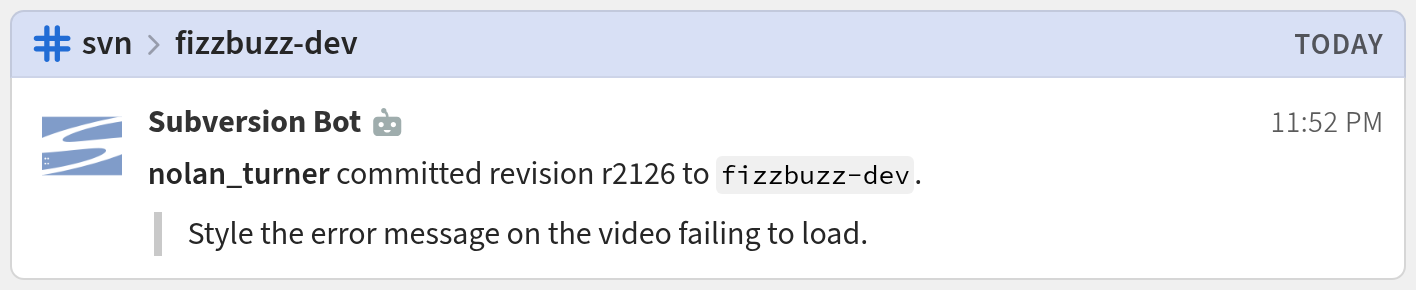 svn > fizzbuzz-dev TODAY
Subversion Bot 11:52 PM
nolan_turner committed revision r2126 to fizzbuzz-dev.
Style the error message on the video failing to load.